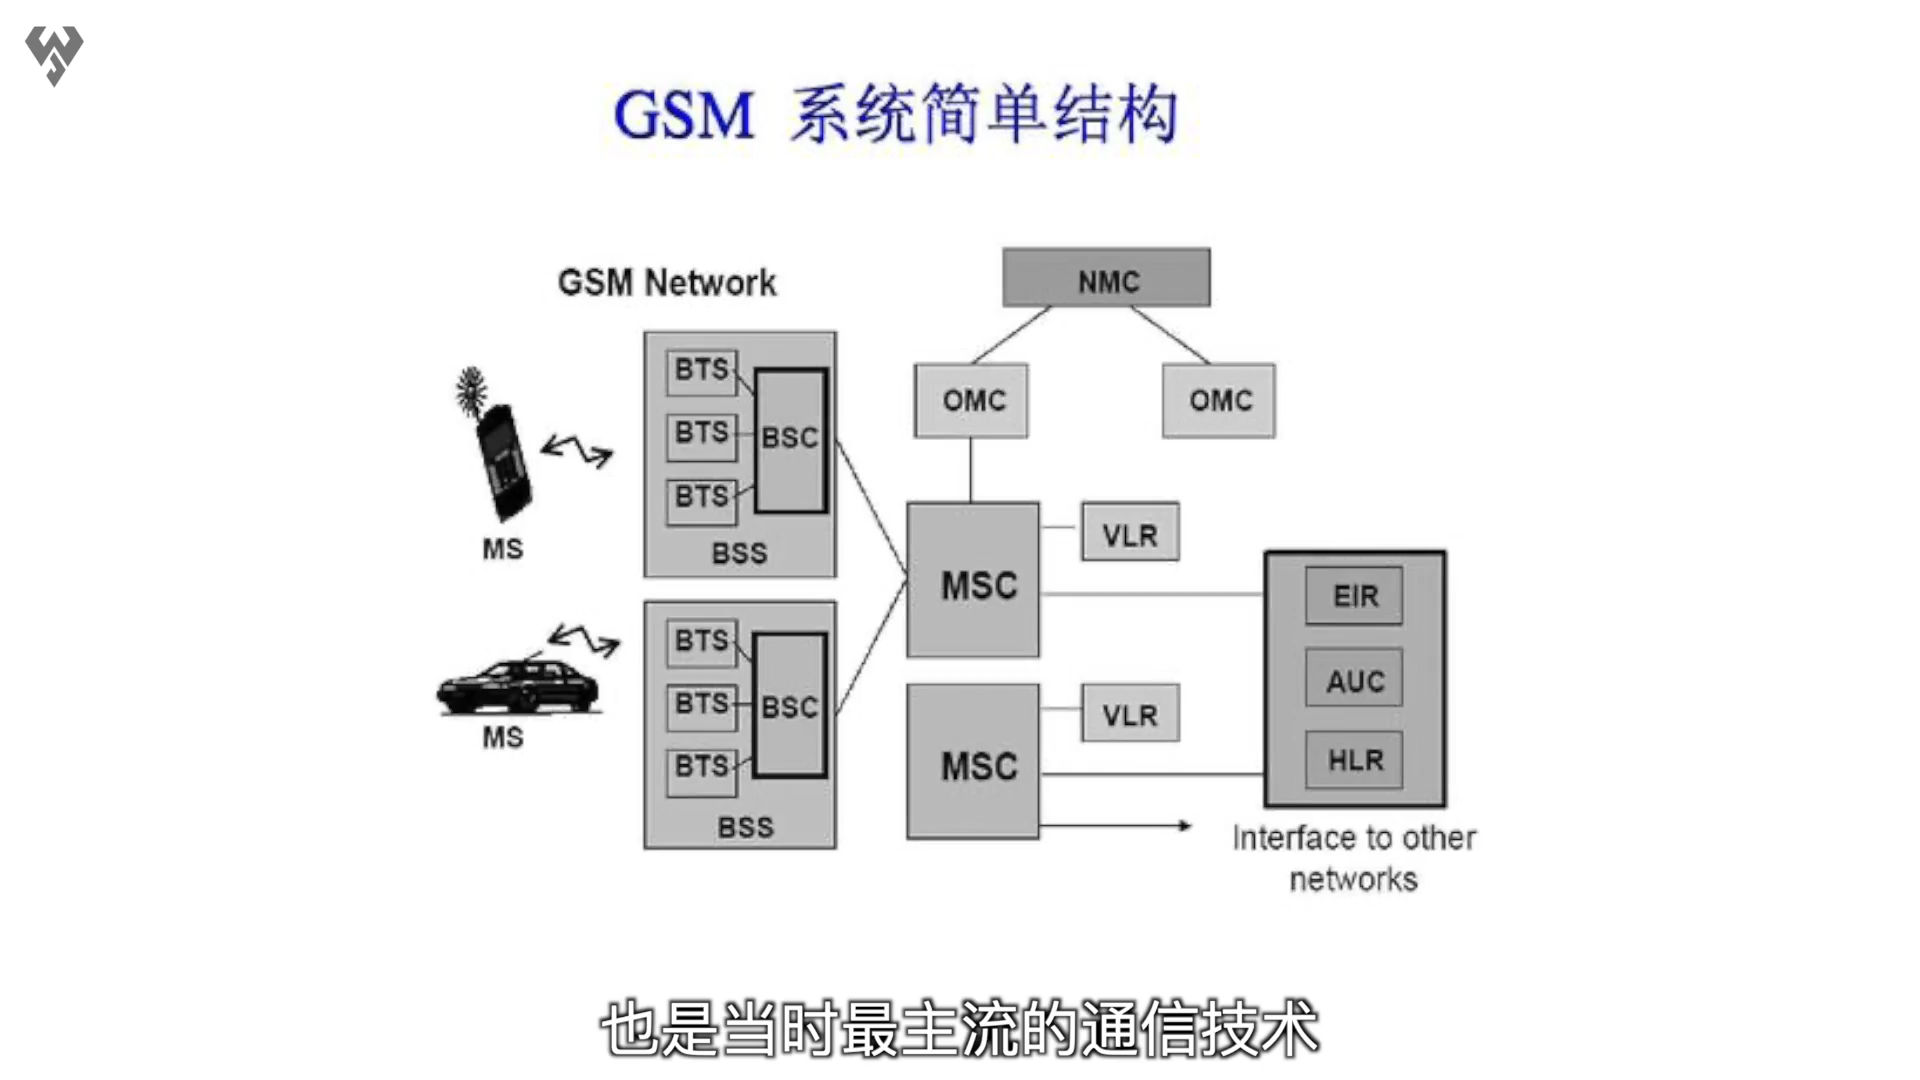 GSM 系统简单结构
GSM Network
NMC
OMC
OMC
BTS
BTS
BTS
BSC
BSS
MS
MSC
VLR
EIR
AUC
HLR
BTS
BTS
BTS
BSC
BSS
MS
MSC
VLR
Interface to other
networks
也是当时最主流的通信技术